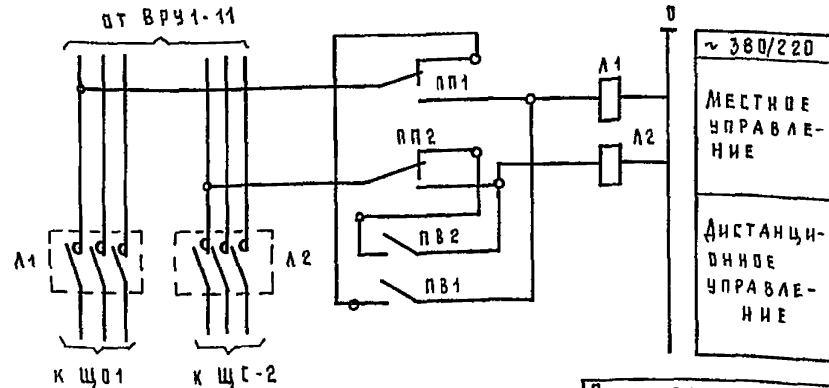 от ВРУ1-11
0
~ 380/220
Л1
ПП1
Местное
управле-
ние
ПП2
Л2
Дистанци-
онное
управле-
ние
ПВ2
ПВ1
Л1
Л2
к ЩО1
к ЩС-2